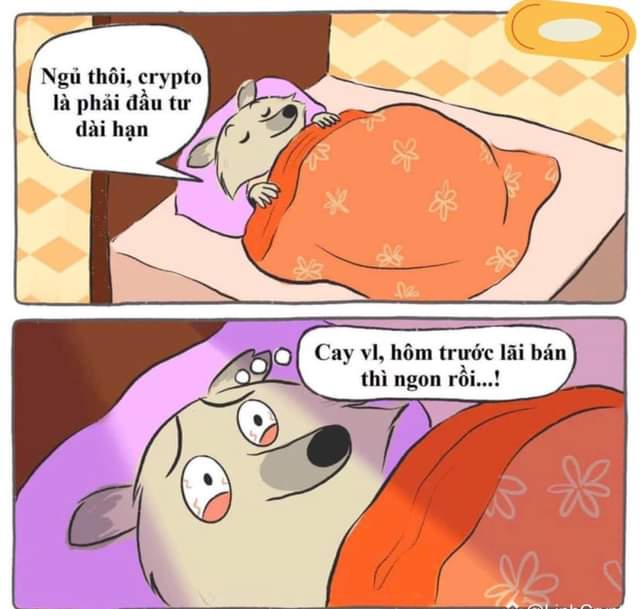 Ngủ thôi, crypto
là phải đầu tư
dài hạn
Cay vl, hôm trước lãi bán
thì ngon rồi...!